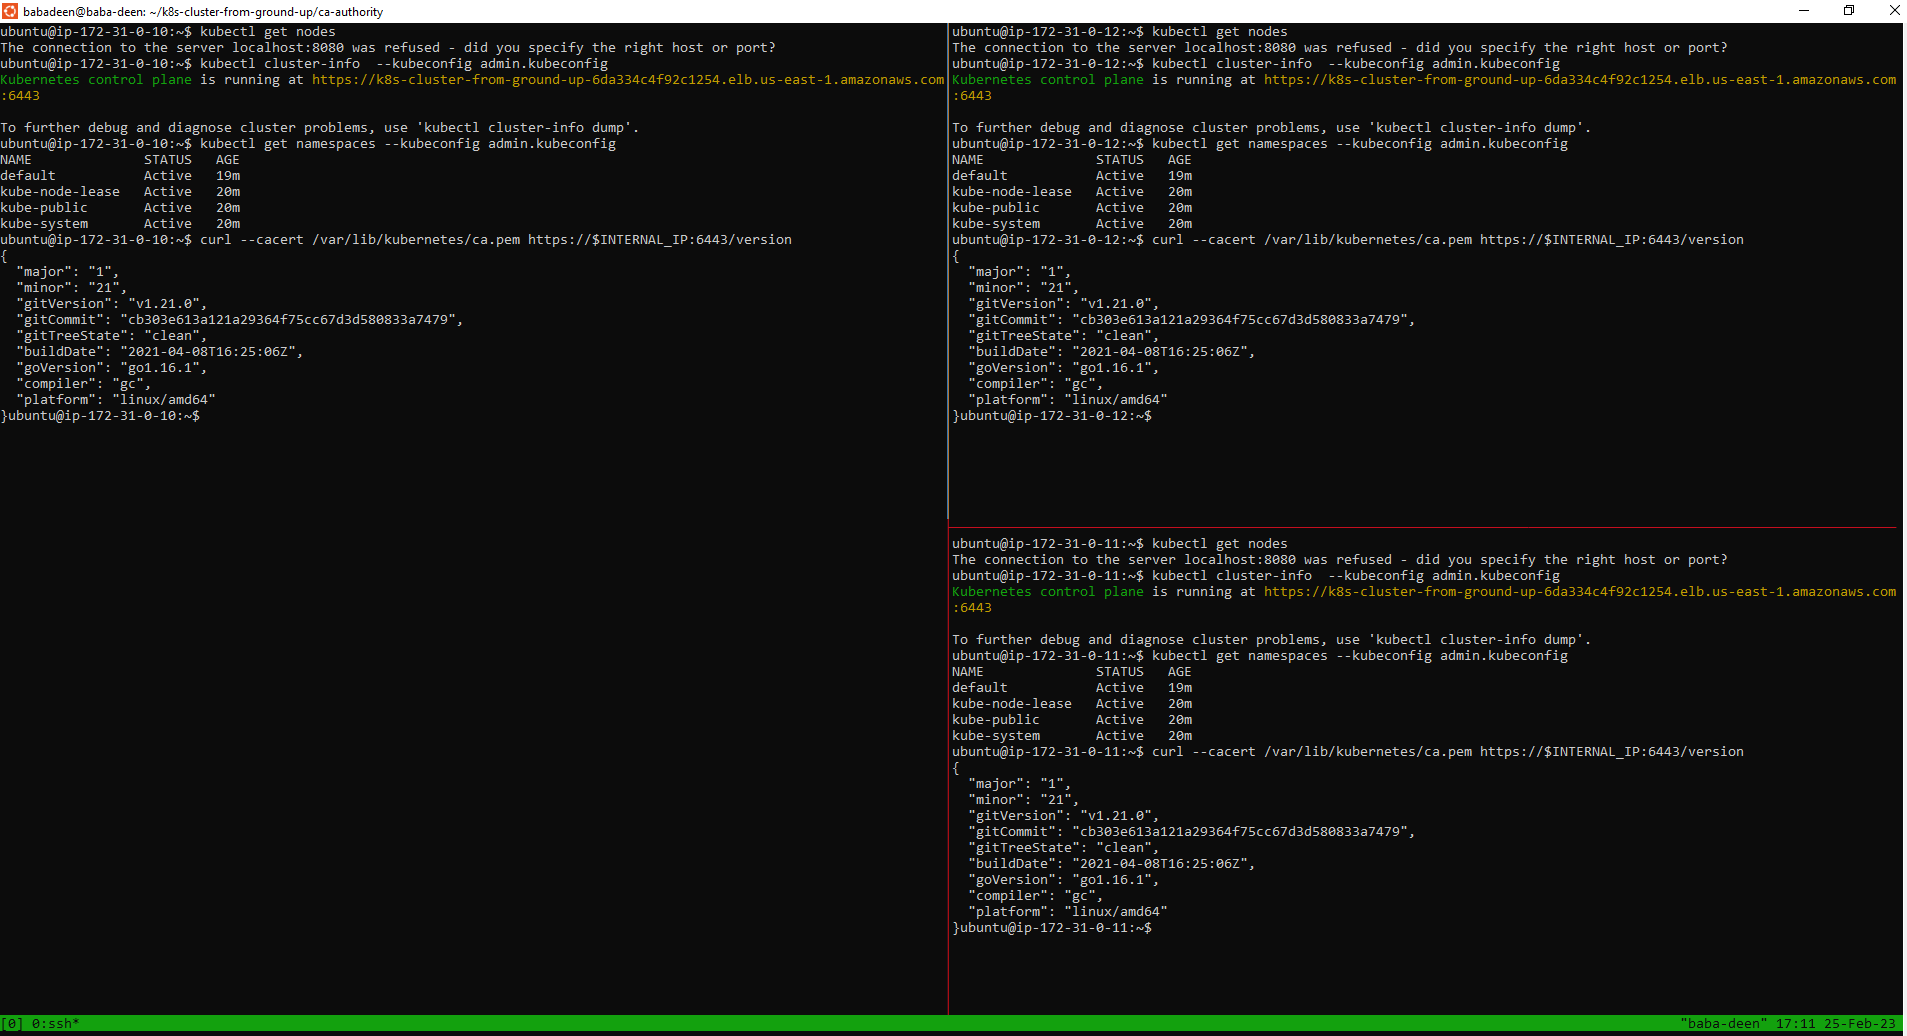 babadeen@baba-deen: ~/k8s-cluster-from-ground-up/ca-authority
ubuntu@ip-172-31-0-10:~$ kubectl get nodes
The connection to the server localhost:8080 was refused - did you specify the right host or port?
ubuntu@ip-172-31-0-10:~$ kubectl cluster-info  --kubeconfig admin.kubeconfig
Kubernetes control plane is running at https://k8s-cluster-from-ground-up-6da334c4f92c1254.elb.us-east-1.amazonaws.com
:6443
To further debug and diagnose cluster problems, use 'kubectl cluster-info dump'.
ubuntu@ip-172-31-0-10:~$ kubectl get namespaces --kubeconfig admin.kubeconfig
NAME              STATUS   AGE
default           Active   19m
kube-node-lease   Active   20m
kube-public       Active   20m
kube-system       Active   20m
ubuntu@ip-172-31-0-10:~$ curl --cacert /var/lib/kubernetes/ca.pem https://$INTERNAL_IP:6443/version
{
  "major": "1",
  "minor": "21",
  "gitVersion": "v1.21.0",
  "gitCommit": "cb303e613a121a29364f75cc67d3d580833a7479",
  "gitTreeState": "clean",
  "buildDate": "2021-04-08T16:25:06Z",
  "goVersion": "go1.16.1",
  "compiler": "gc",
  "platform": "linux/amd64"
}ubuntu@ip-172-31-0-10:~$
ubuntu@ip-172-31-0-12:~$ kubectl get nodes
The connection to the server localhost:8080 was refused - did you specify the right host or port?
ubuntu@ip-172-31-0-12:~$ kubectl cluster-info  --kubeconfig admin.kubeconfig
Kubernetes control plane is running at https://k8s-cluster-from-ground-up-6da334c4f92c1254.elb.us-east-1.amazonaws.com
:6443
To further debug and diagnose cluster problems, use 'kubectl cluster-info dump'.
ubuntu@ip-172-31-0-12:~$ kubectl get namespaces --kubeconfig admin.kubeconfig
NAME              STATUS   AGE
default           Active   19m
kube-node-lease   Active   20m
kube-public       Active   20m
kube-system       Active   20m
ubuntu@ip-172-31-0-12:~$ curl --cacert /var/lib/kubernetes/ca.pem https://$INTERNAL_IP:6443/version
{
  "major": "1",
  "minor": "21",
  "gitVersion": "v1.21.0",
  "gitCommit": "cb303e613a121a29364f75cc67d3d580833a7479",
  "gitTreeState": "clean",
  "buildDate": "2021-04-08T16:25:06Z",
  "goVersion": "go1.16.1",
  "compiler": "gc",
  "platform": "linux/amd64"
}ubuntu@ip-172-31-0-12:~$
ubuntu@ip-172-31-0-11:~$ kubectl get nodes
The connection to the server localhost:8080 was refused - did you specify the right host or port?
ubuntu@ip-172-31-0-11:~$ kubectl cluster-info  --kubeconfig admin.kubeconfig
Kubernetes control plane is running at https://k8s-cluster-from-ground-up-6da334c4f92c1254.elb.us-east-1.amazonaws.com
:6443
To further debug and diagnose cluster problems, use 'kubectl cluster-info dump'.
ubuntu@ip-172-31-0-11:~$ kubectl get namespaces --kubeconfig admin.kubeconfig
NAME              STATUS   AGE
default           Active   19m
kube-node-lease   Active   20m
kube-public       Active   20m
kube-system       Active   20m
ubuntu@ip-172-31-0-11:~$ curl --cacert /var/lib/kubernetes/ca.pem https://$INTERNAL_IP:6443/version
{
  "major": "1",
  "minor": "21",
  "gitVersion": "v1.21.0",
  "gitCommit": "cb303e613a121a29364f75cc67d3d580833a7479",
  "gitTreeState": "clean",
  "buildDate": "2021-04-08T16:25:06Z",
  "goVersion": "go1.16.1",
  "compiler": "gc",
  "platform": "linux/amd64"
}ubuntu@ip-172-31-0-11:~$
[0] 0:ssh*
"baba-deen" 17:11 25-Feb-23